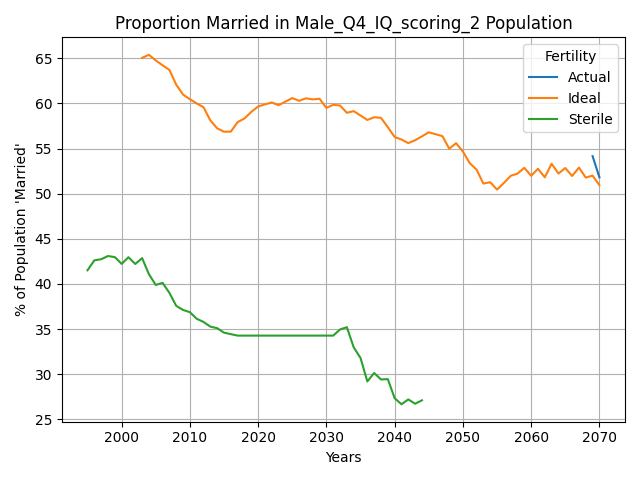 Proportion Married in Male_Q4_IQ_scoring_2 Population
% of Population 'Married'
65
60
55
50
45
40
35
30
25
Fertility
Actual
Ideal
Sterile
2000 2010 2020 2030 2040 2050 2060 2070
Years